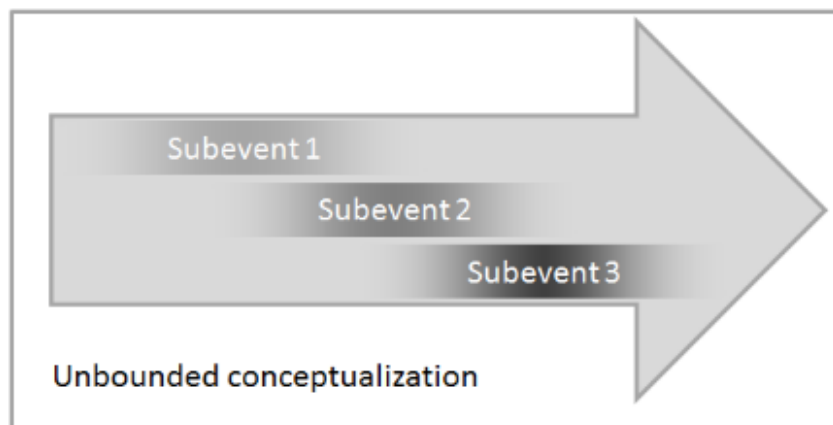 Subevent 1
Subevent 2
Subevent 3
Unbounded conceptualization